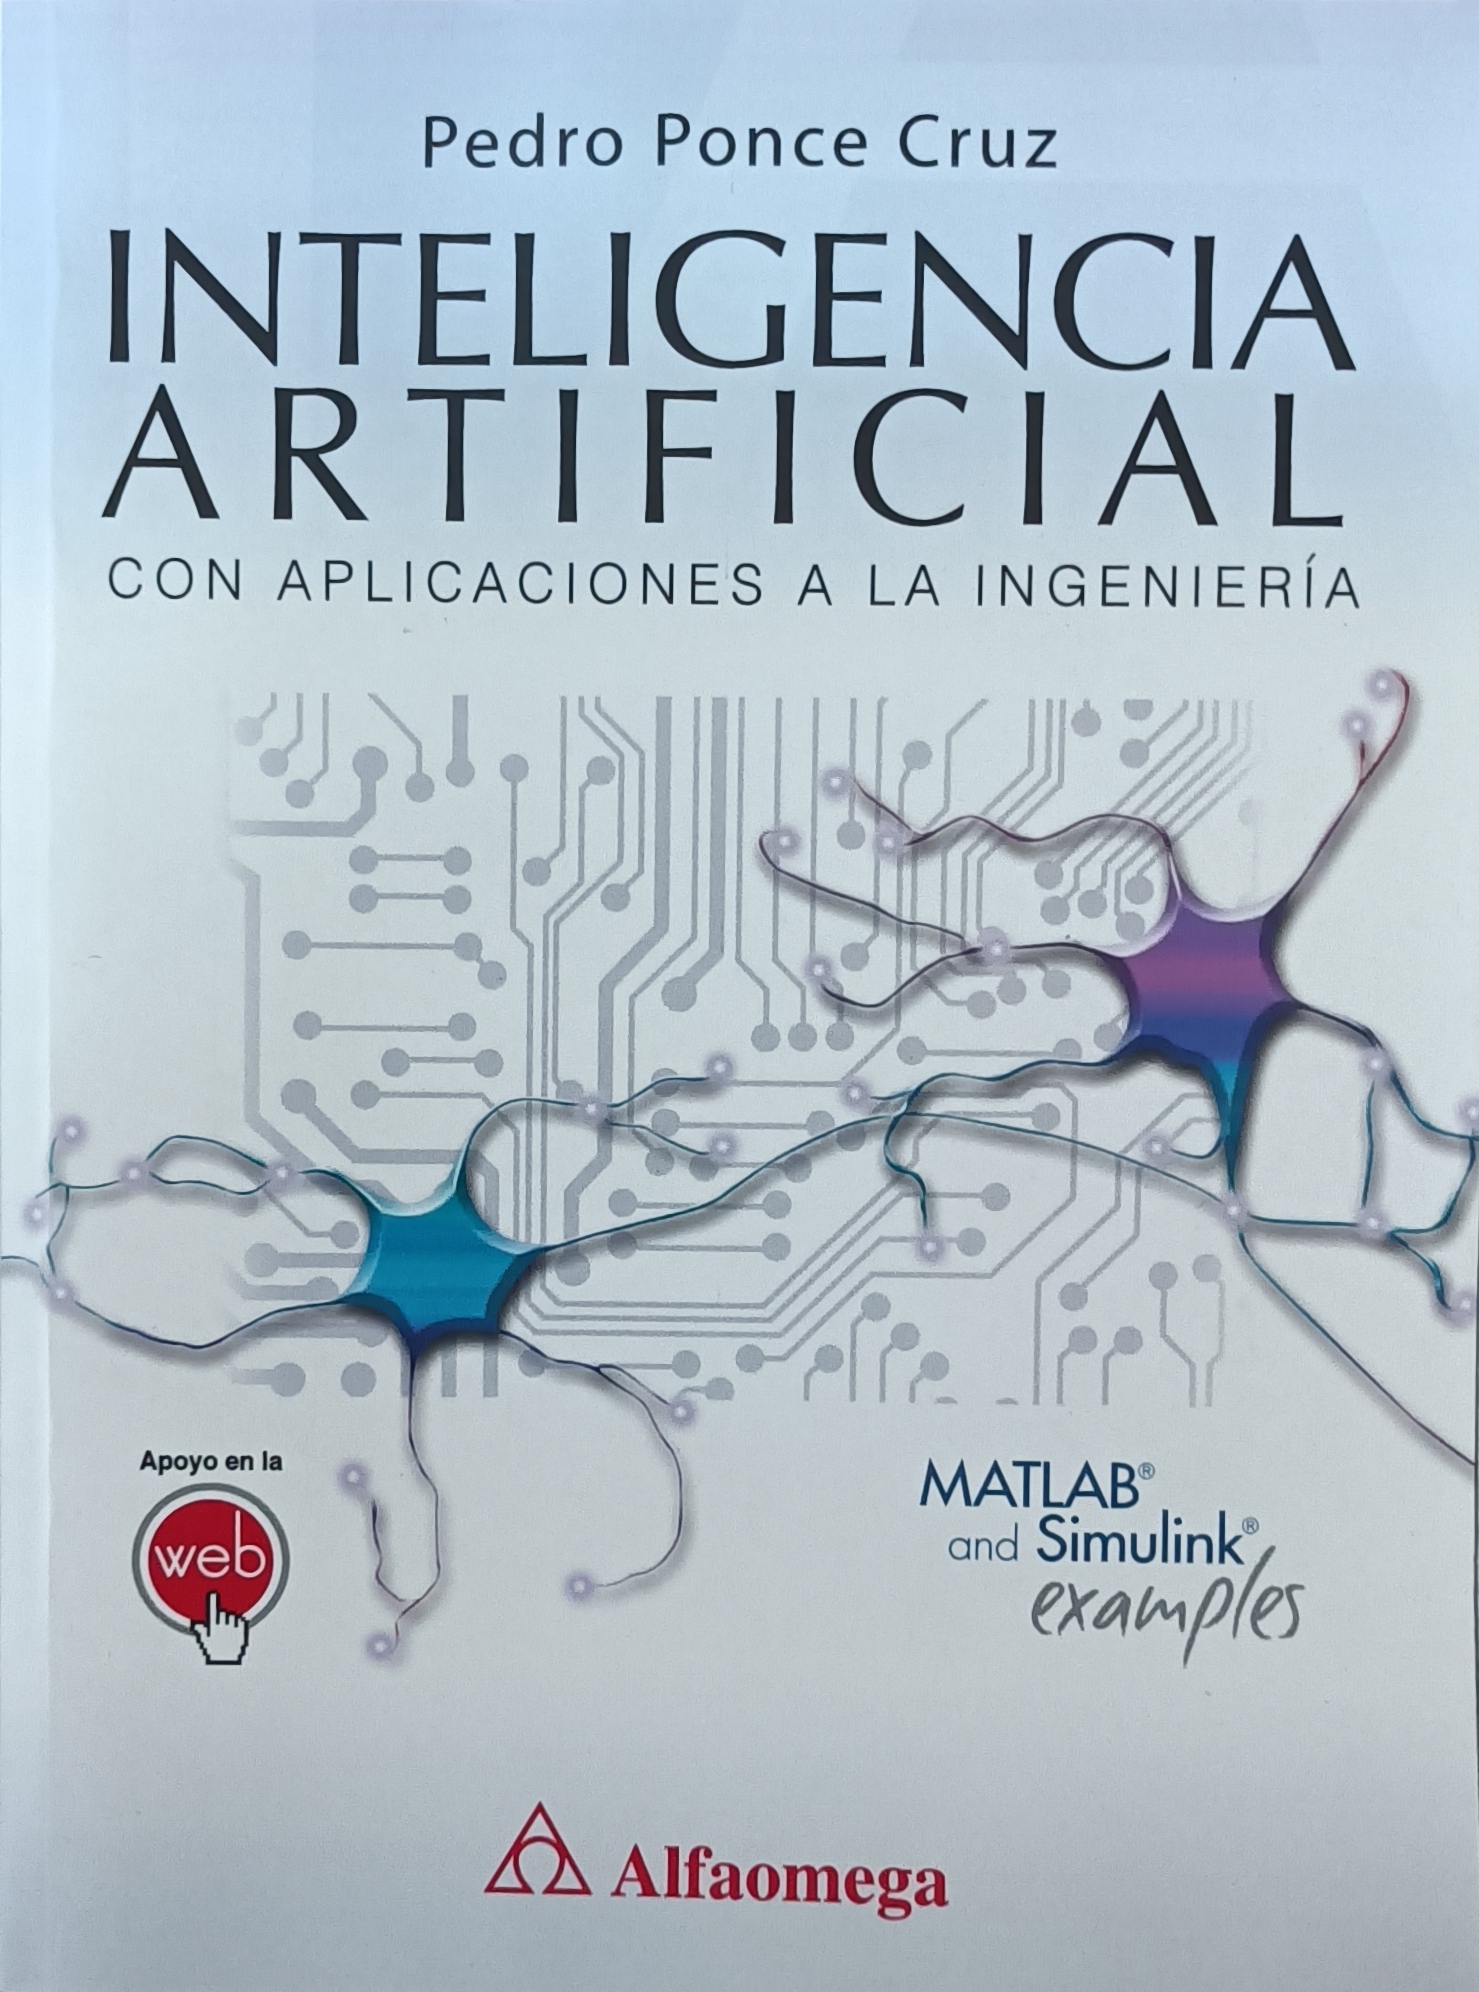 Pedro Ponce Cruz
INTELIGENCIA
ARTIFICIAL
CON APLICACIONES A LA INGENIERÍA
Apoyo en la
web
MATLAB®
and Simulink®
examples
Alfaomega